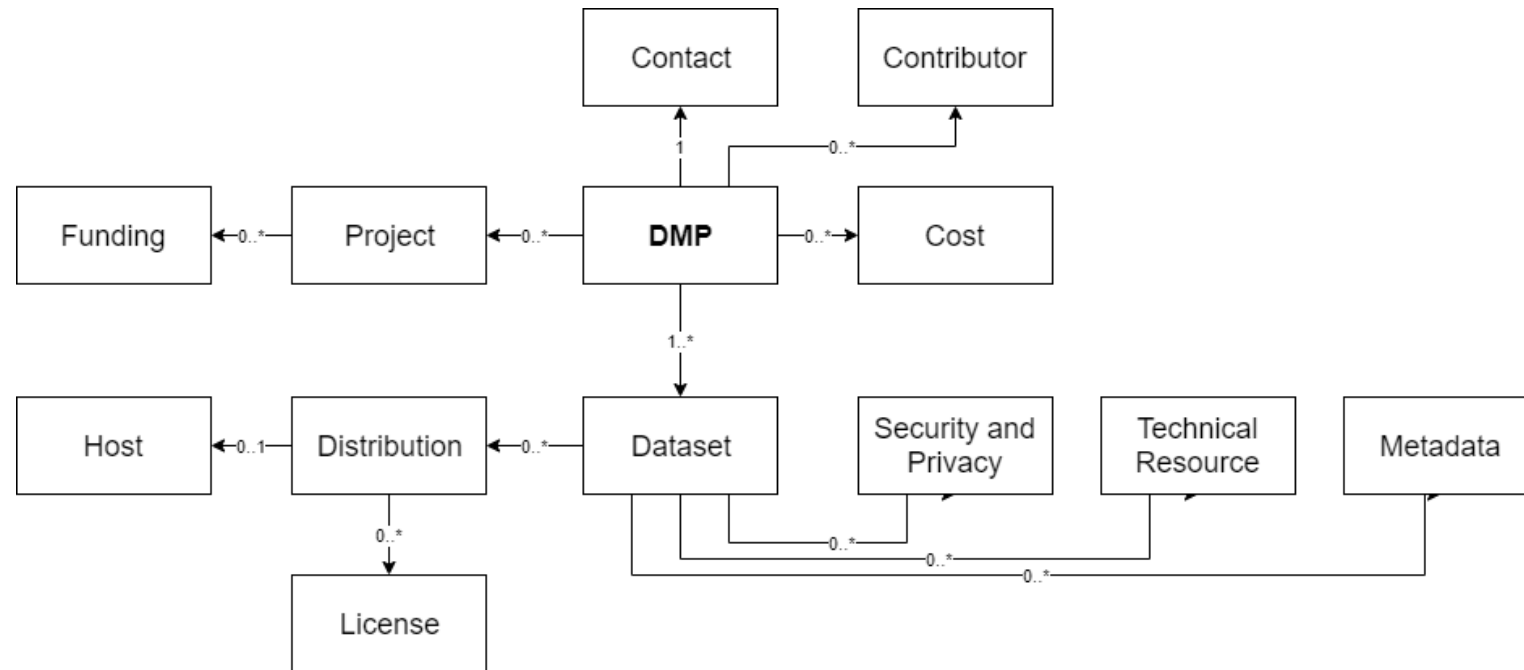 Contact
Contributor
1
0..*
Funding
0..*
Project
0..*
DMP
0..*
Cost
1..*
Host
0..1
Distribution
0..*
Dataset
Security and
Privacy
Technical
Resource
Metadata
0..*
0..*
0..*
0..*
License